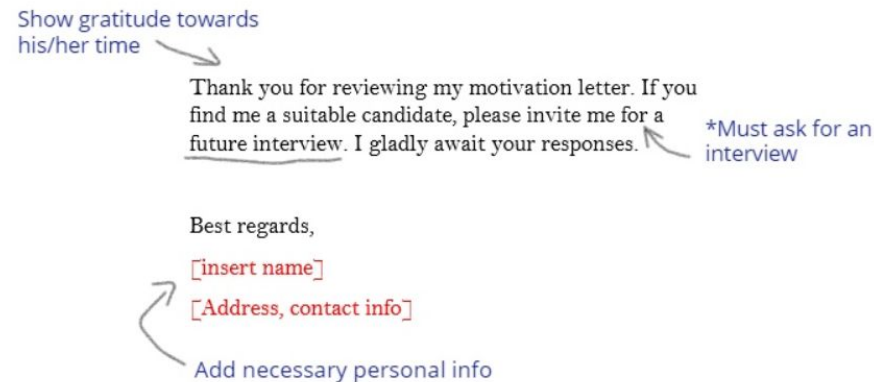 Show gratitude towards
his/her time
Thank you for reviewing my motivation letter. If you
find me a suitable candidate, please invite me for a
future interview. I gladly await your responses.
*Must ask for an
interview
Best regards,
[insert name]
[Address, contact info]
Add necessary personal info